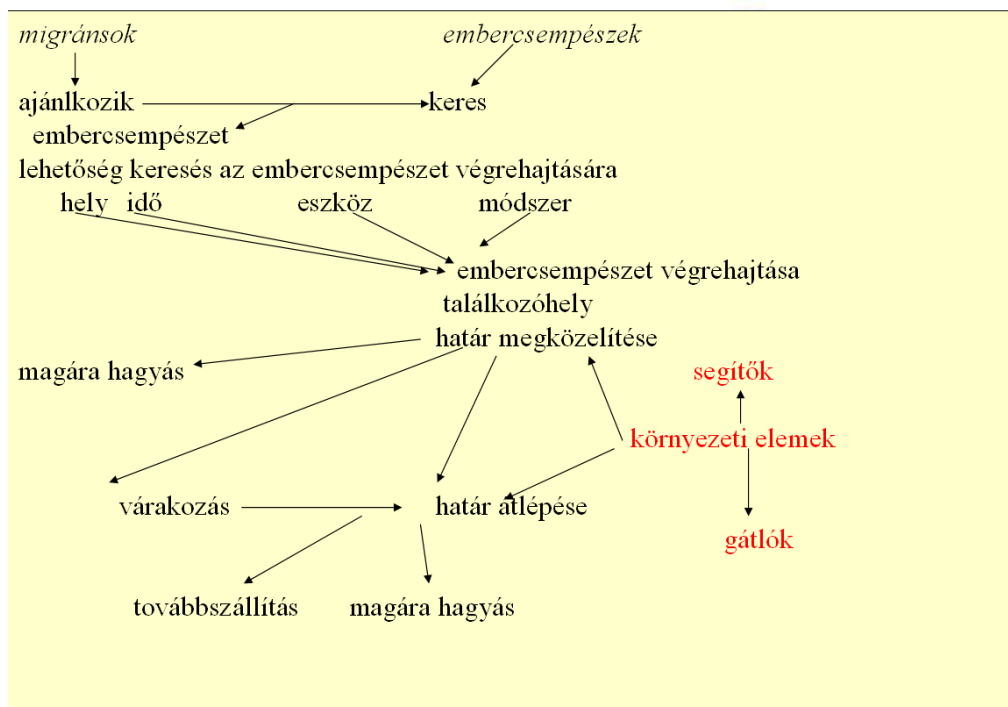 migránsok embercsempészek
ajánlkozik keres
embercsempészet
lehetőség keresés az embercsempészet végrehajtására
hely idő eszköz módszer
embercsempészet végrehajtása
találkozóhely
határ megközelítése
magára hagyás segítők
környezeti elemek
várakozás határ átlépése
gátlók
továbbszállítás magára hagyás